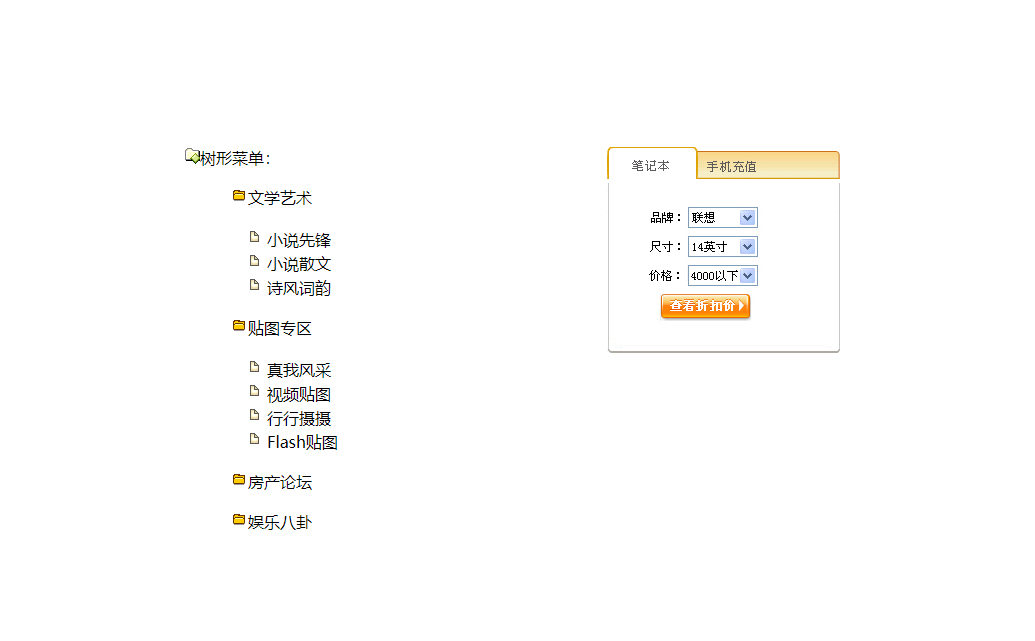 树形菜单：
文学艺术
小说先锋
小说散文
诗风词韵
贴图专区
真我风采
视频贴图
行行摄摄
Flash贴图
房产论坛
娱乐八卦
笔记本
手机充值
品牌： 联想
尺寸： 14英寸
价格： 4000以下
查看折扣价